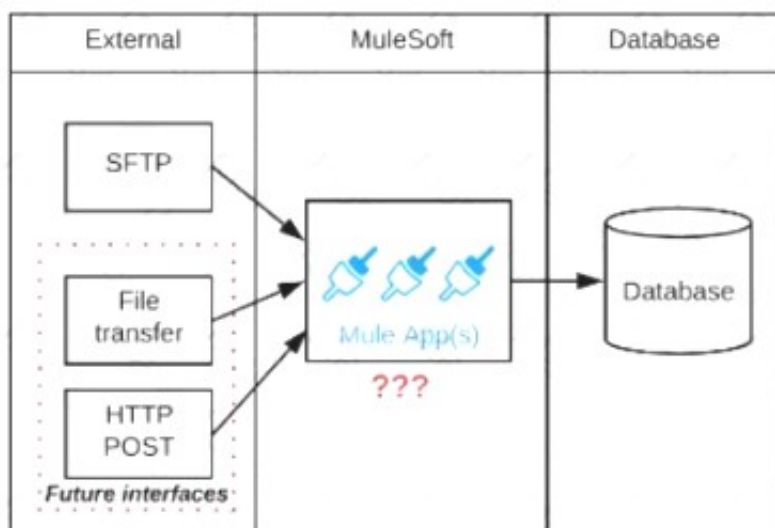 External
MuleSoft
Database
SFTP
File
transfer
HTTP
POST
Future interfaces
Mule App(s)
???
Database